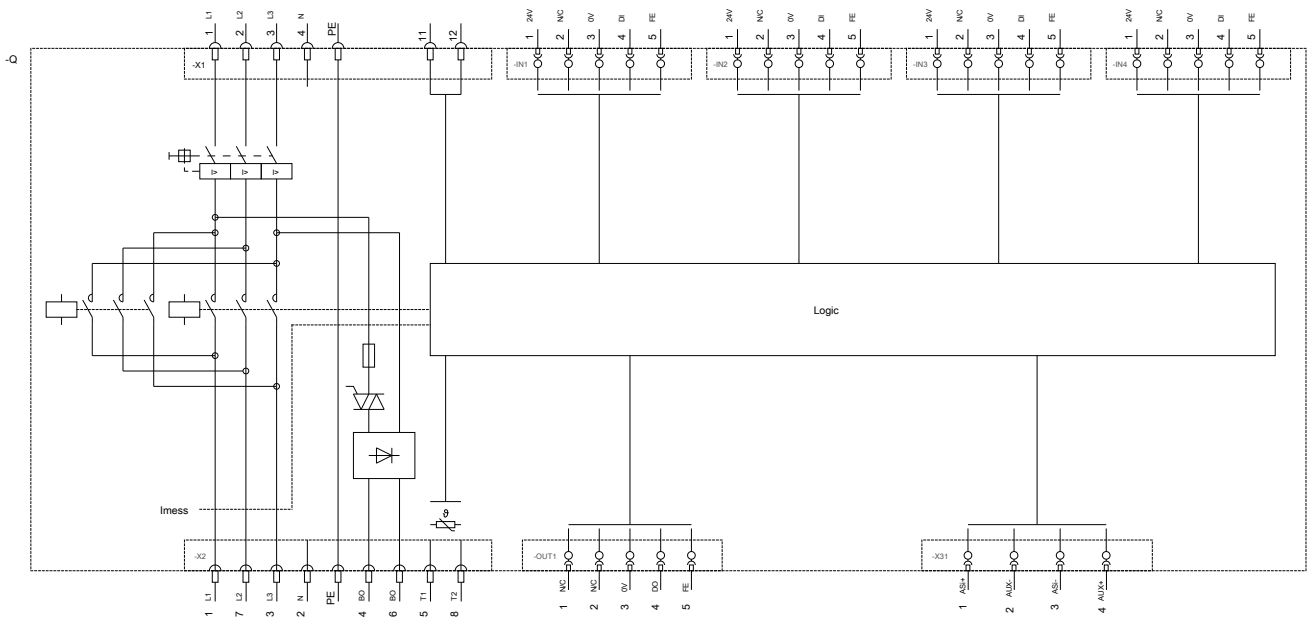 L1 L2 L3 N PE
1 2 3 4 11 12
24V N/C 0V DI FE
1 2 3 4 5
24V N/C 0V DI FE
1 2 3 4 5
24V N/C 0V DI FE
1 2 3 4 5
24V N/C 0V DI FE
1 2 3 4 5
-Q
-X1
-IN1
-IN2
-IN3
-IN4
I> I> I>
Logic
Imess
ϑ
-X2
-OUT1
-X31
L1 L2 L3 N PE BO BO T1 T2
1 7 3 2 4 6 5 8
N/C N/C 0V DO FE
1 2 3 4 5
ASI+ AUX- ASI- AUX+
1 2 3 4